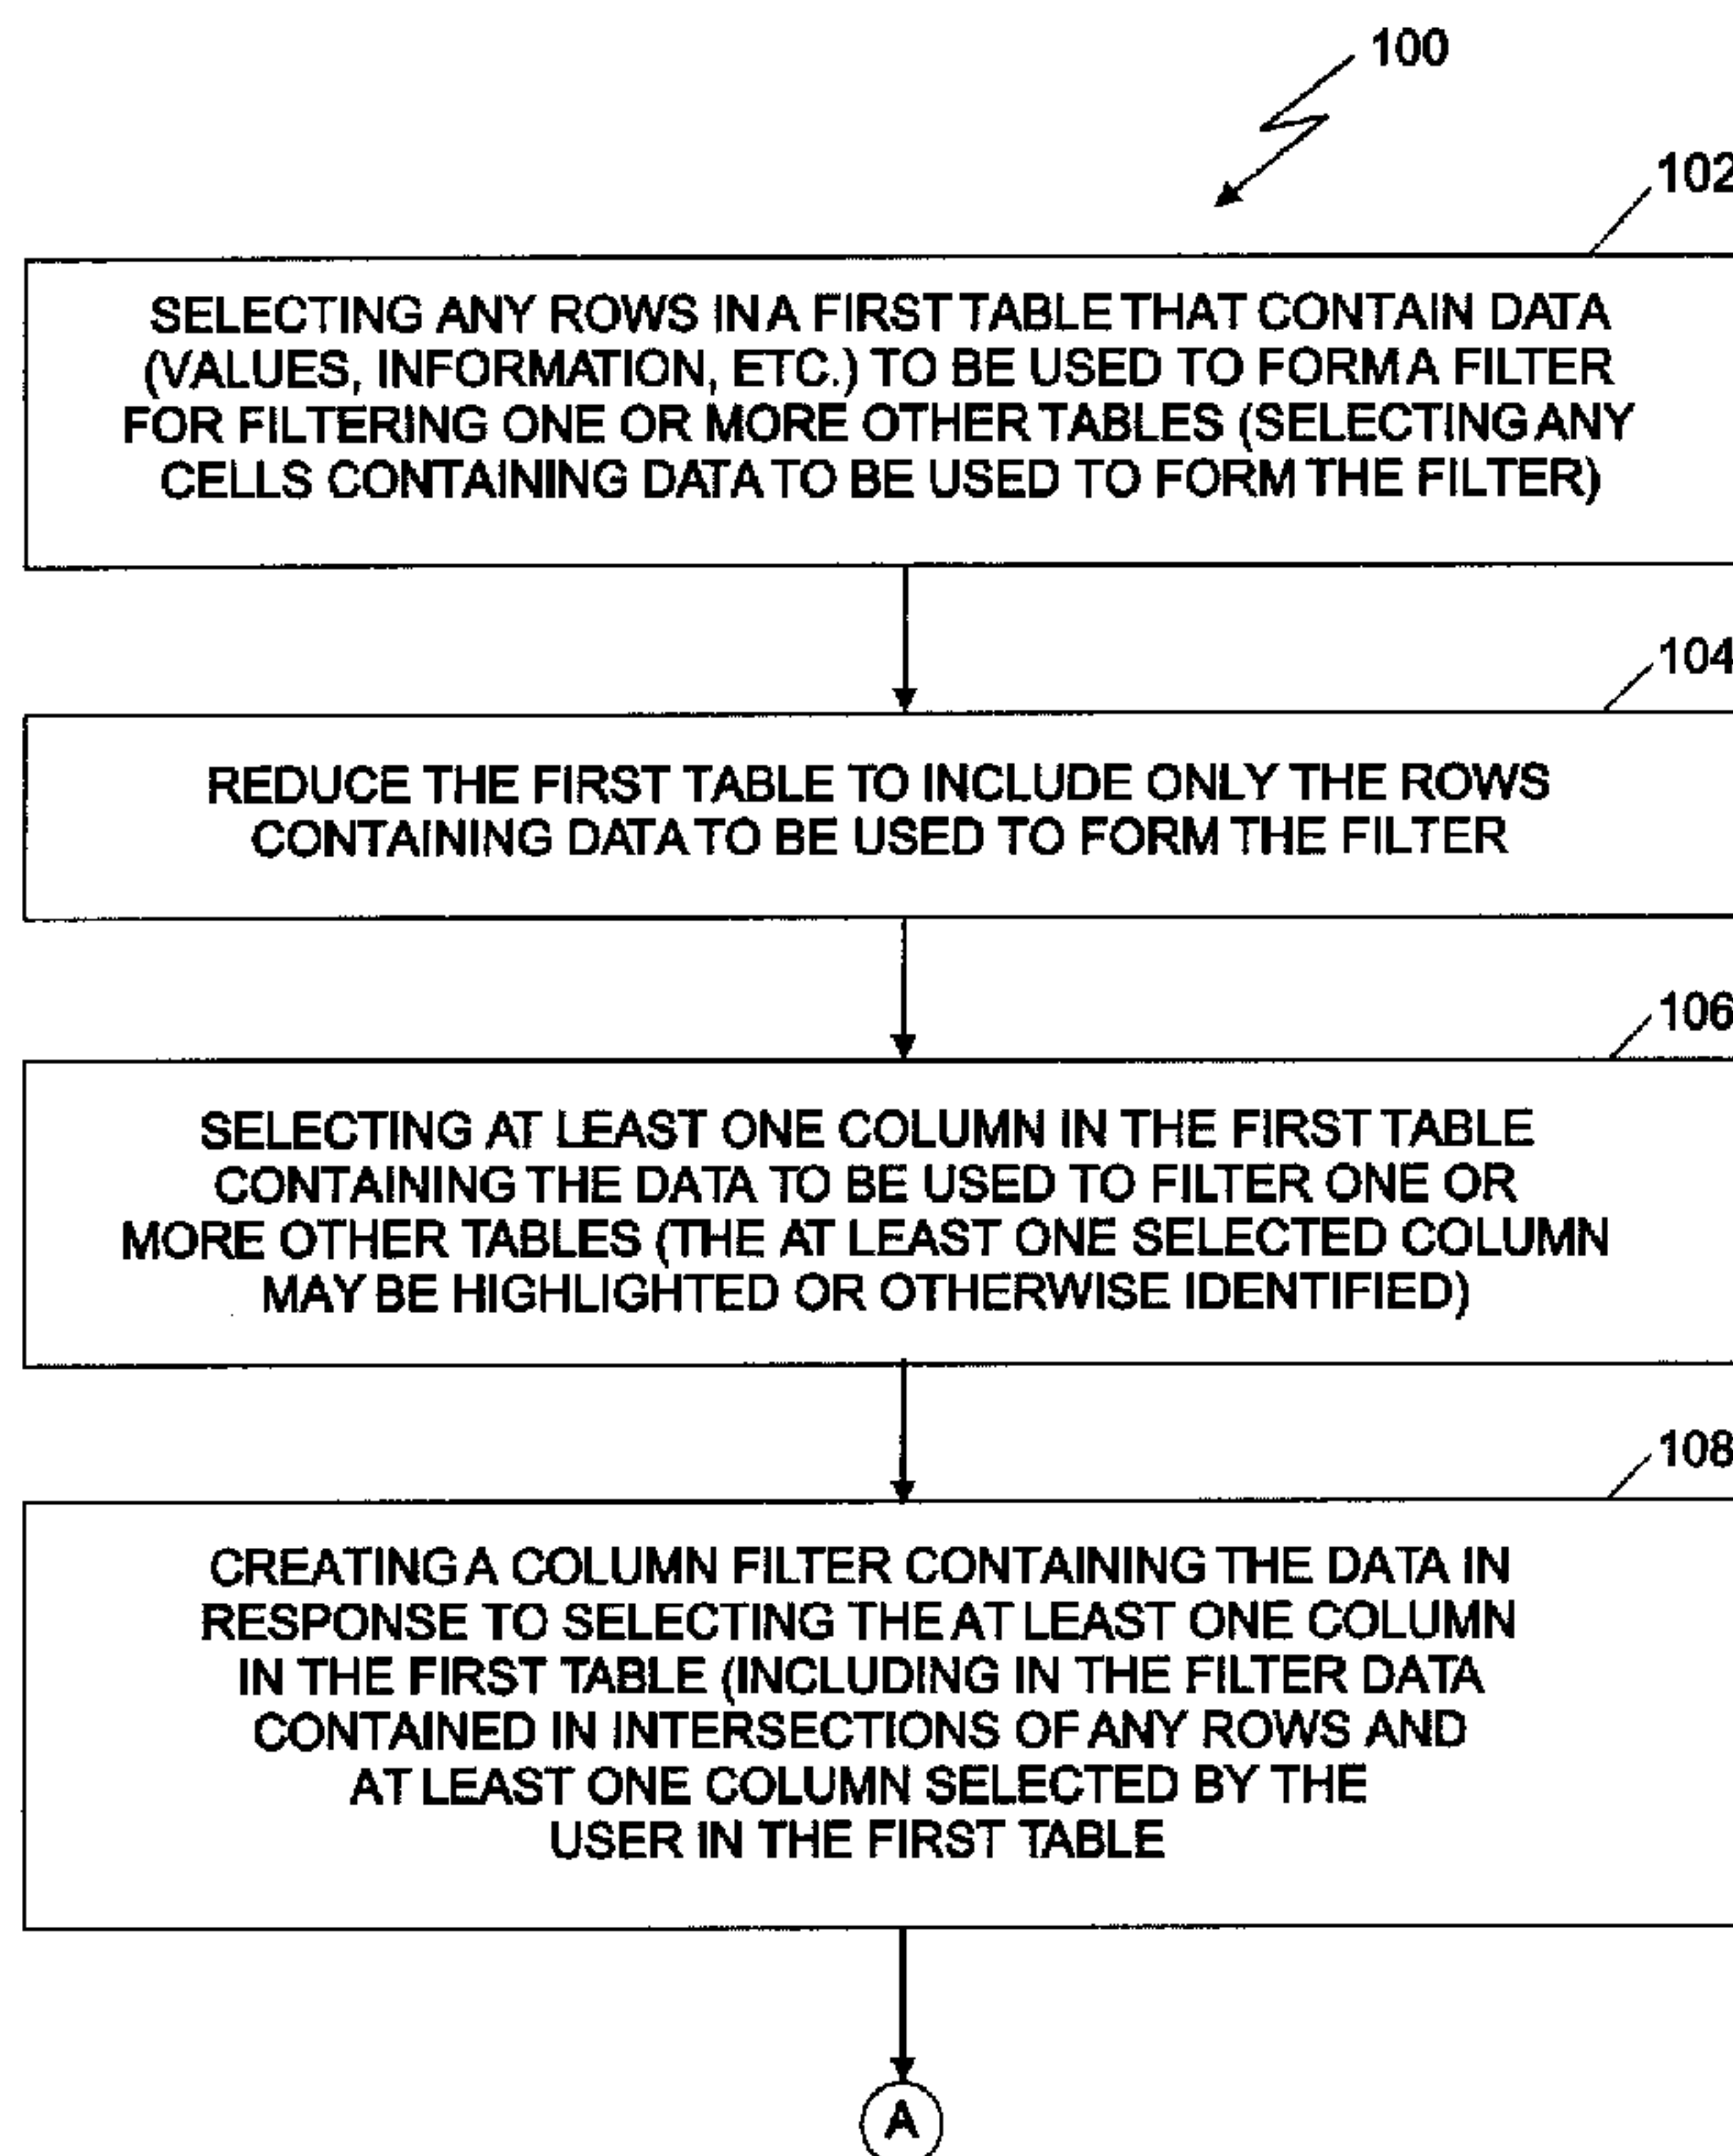 100
102
SELECTING ANY ROWS IN A FIRST TABLE THAT CONTAIN DATA
(VALUES, INFORMATION, ETC.) TO BE USED TO FORM A FILTER
FOR FILTERING ONE OR MORE OTHER TABLES (SELECTING ANY
CELLS CONTAINING DATA TO BE USED TO FORM THE FILTER)
104
REDUCE THE FIRST TABLE TO INCLUDE ONLY THE ROWS
CONTAINING DATA TO BE USED TO FORM THE FILTER
106
SELECTING AT LEAST ONE COLUMN IN THE FIRST TABLE
CONTAINING THE DATA TO BE USED TO FILTER ONE OR
MORE OTHER TABLES (THE AT LEAST ONE SELECTED COLUMN
MAY BE HIGHLIGHTED OR OTHERWISE IDENTIFIED)
108
CREATING A COLUMN FILTER CONTAINING THE DATA IN
RESPONSE TO SELECTING THE AT LEAST ONE COLUMN
IN THE FIRST TABLE (INCLUDING IN THE FILTER DATA
CONTAINED IN INTERSECTIONS OF ANY ROWS AND
AT LEAST ONE COLUMN SELECTED BY THE
USER IN THE FIRST TABLE
A